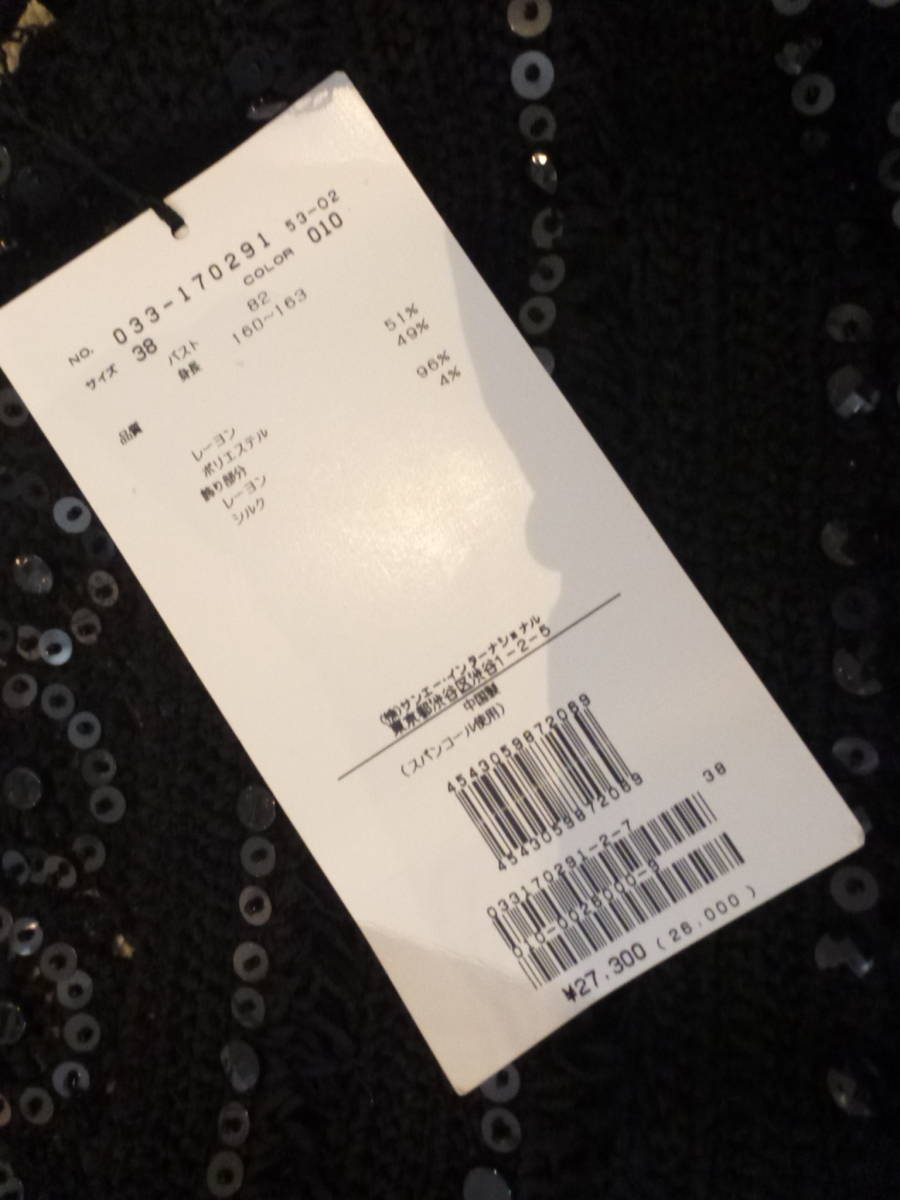 NO. 033-170291 53-02
サイズ 38 COLOR 010
バスト 82
身長 160~163
品質
レーヨン 51%
ポリエステル 49%
飾り部分
レーヨン 96%
シルク 4%
(株)サンエー・インターナショナル
東京都渋谷区渋谷1-2-5
中国製
(スパンコール使用)
4543059872069
4543059872069
38
033170291-2-7
010-0026000-9
¥27.300 (26.000)